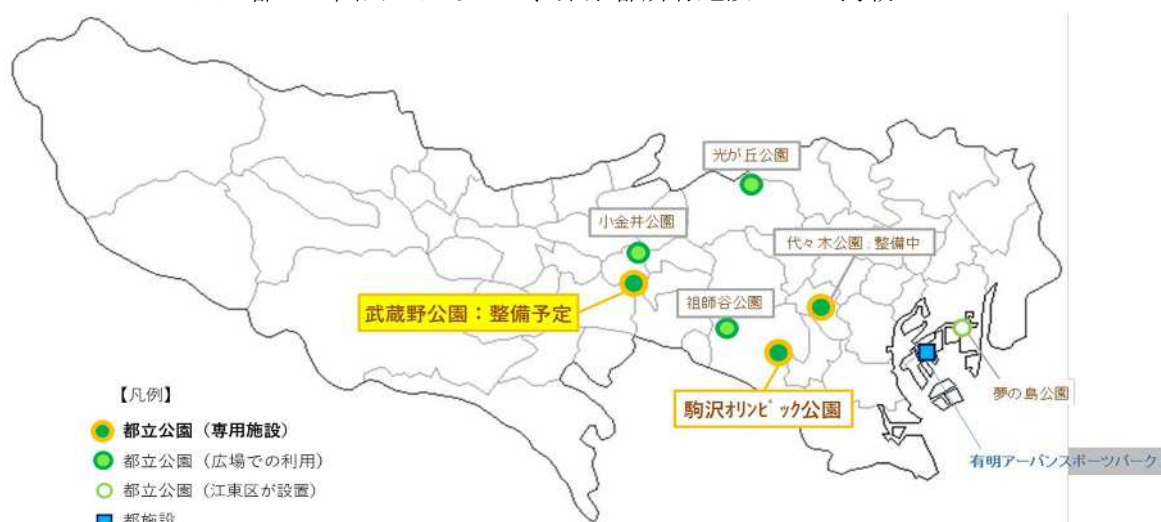 光が丘公園
小金井公園
代々木公園:整備中
武蔵野公園:整備予定
祖師谷公園
駒沢オリンピック公園
夢の島公園
有明アーバンスポーツパーク
【凡例】
都立公園（専用施設）
都立公園（広場での利用）
都立公園（江東区が設置）
都施設